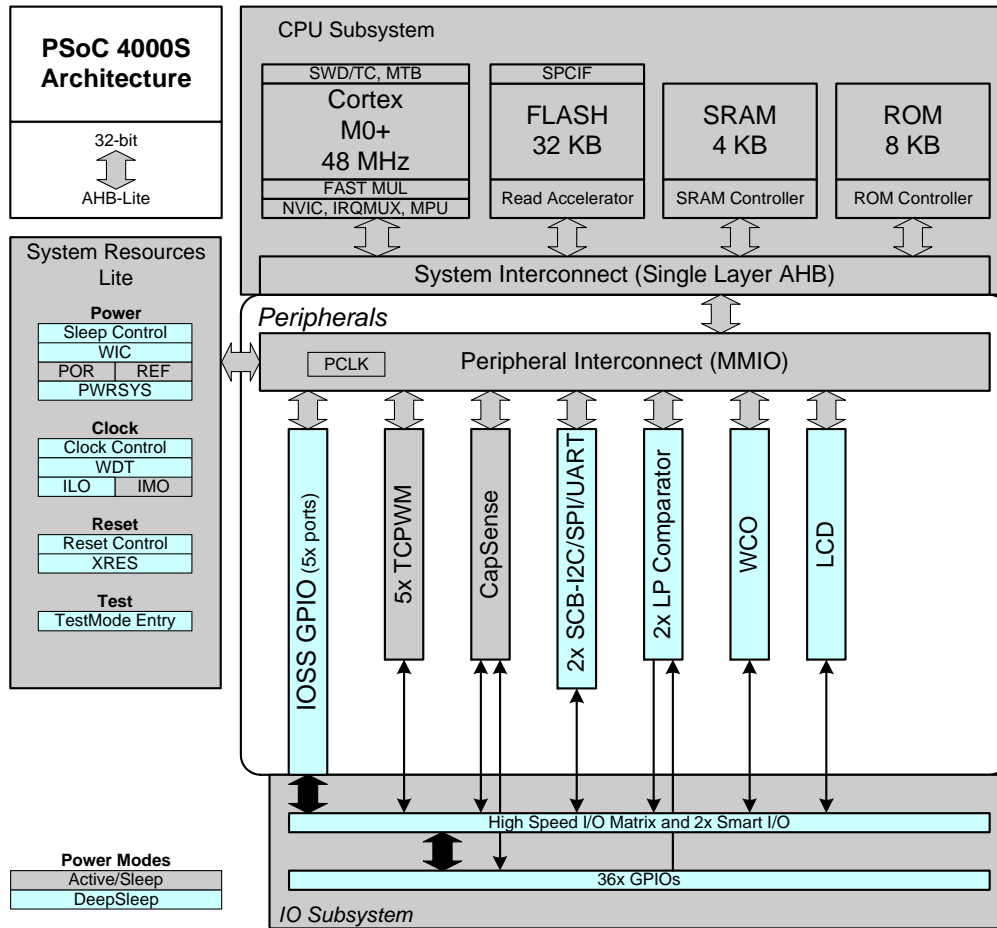 PSoC 4000S
Architecture
32-bit
AHB-Lite
CPU Subsystem
SWD/TC, MTB
Cortex
M0+
48 MHz
FAST MUL
NVIC, IRQMUX, MPU
SPCIF
FLASH
32 KB
Read Accelerator
SRAM
4 KB
SRAM Controller
ROM
8 KB
ROM Controller
System Interconnect (Single Layer AHB)
System Resources
Lite
Power
Sleep Control
WIC
POR
REF
PWRSYS
Clock
Clock Control
WDT
ILO
IMO
Reset
Reset Control
XRES
Test
TestMode Entry
Peripherals
PCLK
Peripheral Interconnect (MMIO)
IOSS GPIO (5x ports)
5x TCPWM
CapSense
2x SCB-I2C/SPI/UART
2x LP Comparator
WCO
LCD
High Speed I/O Matrix and 2x Smart I/O
36x GPIOs
IO Subsystem
Power Modes
Active/Sleep
DeepSleep